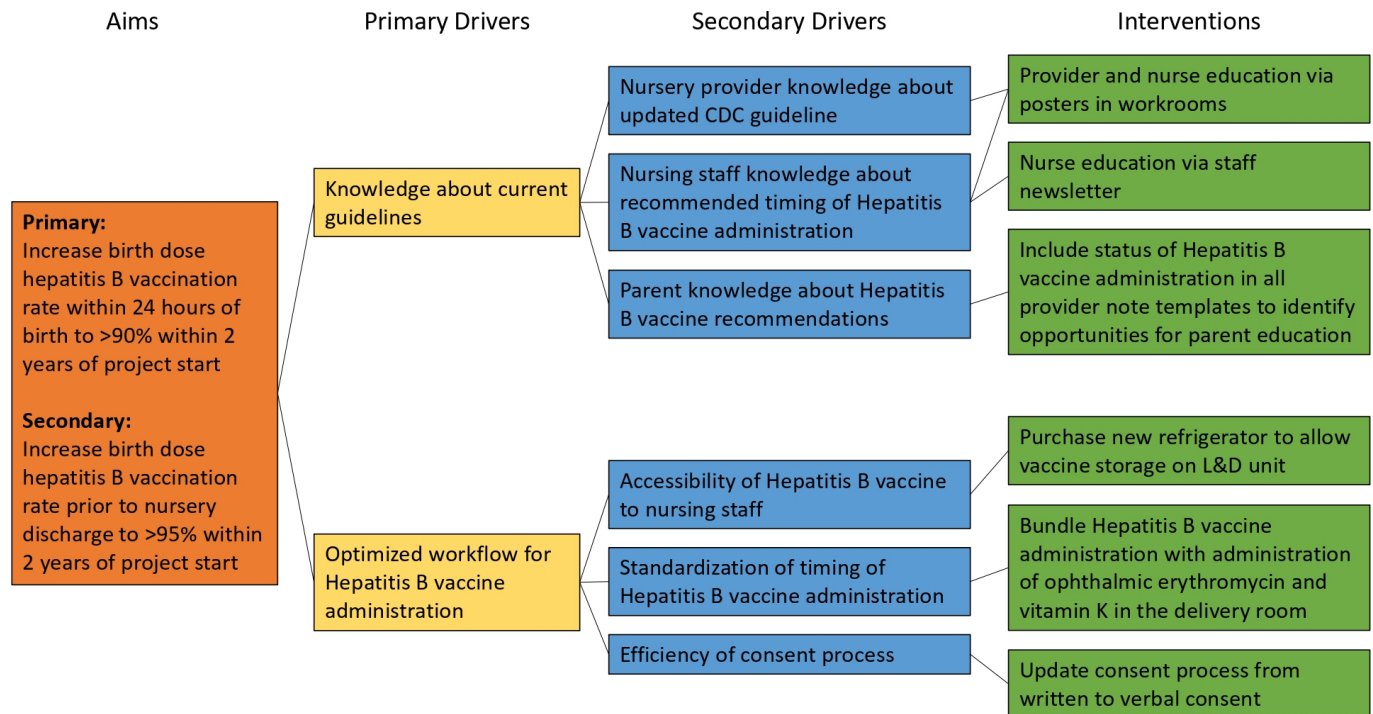 Aims
Primary Drivers
Secondary Drivers
Interventions
Primary:
Increase birth dose
hepatitis B vaccination
rate within 24 hours of
birth to >90% within 2
years of project start
Secondary:
Increase birth dose
hepatitis B vaccination
rate prior to nursery
discharge to >95% within
2 years of project start
Knowledge about current
guidelines
Optimized workflow for
Hepatitis B vaccine
administration
Nursery provider knowledge about
updated CDC guideline
Nursing staff knowledge about
recommended timing of Hepatitis
B vaccine administration
Parent knowledge about Hepatitis
B vaccine recommendations
Accessibility of Hepatitis B vaccine
to nursing staff
Standardization of timing of
Hepatitis B vaccine administration
Efficiency of consent process
Provider and nurse education via
posters in workrooms
Nurse education via staff
newsletter
Include status of Hepatitis B
vaccine administration in all
provider note templates to identify
opportunities for parent education
Purchase new refrigerator to allow
vaccine storage on L&D unit
Bundle Hepatitis B vaccine
administration with administration
of ophthalmic erythromycin and
vitamin K in the delivery room
Update consent process from
written to verbal consent